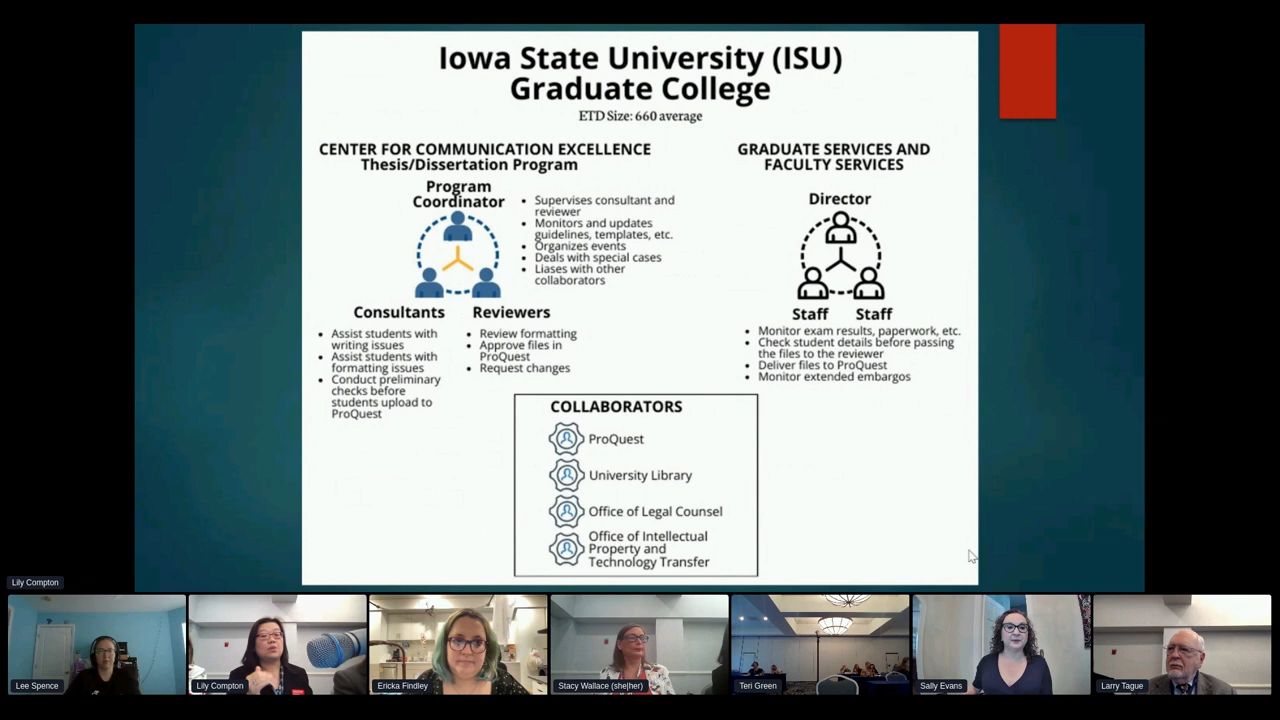 Iowa State University (ISU)
Graduate College
ETD Size: 660 average
CENTER FOR COMMUNICATION EXCELLENCE
Thesis/Dissertation Program
Program
Coordinator
• Supervises consultant and
reviewer
• Monitors and updates
guidelines, templates, etc.
• Organizes events
• Deals with special cases
• Liases with other
collaborators
Consultants
• Assist students with
writing issues
• Assist students with
formatting issues
• Conduct preliminary
checks before
students upload to
ProQuest
Reviewers
• Review formatting
• Approve files in
ProQuest
• Request changes
GRADUATE SERVICES AND
FACULTY SERVICES
Director
Staff Staff
• Monitor exam results, paperwork, etc.
• Check student details before passing
the files to the reviewer
• Deliver files to ProQuest
• Monitor extended embargos
COLLABORATORS
ProQuest
University Library
Office of Legal Counsel
Office of Intellectual
Property and
Technology Transfer
Lily Compton
Lee Spence
Lily Compton
Ericka Findley
Stacy Wallace (she|her)
Teri Green
Sally Evans
Larry Tague